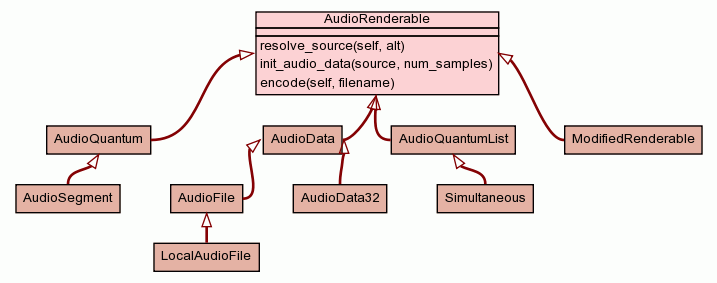 AudioRenderable
resolve_source(self, alt)
init_audio_data(source, num_samples)
encode(self, filename)
AudioQuantum
AudioData
AudioQuantumList
ModifiedRenderable
AudioSegment
AudioFile
AudioData32
Simultaneous
LocalAudioFile